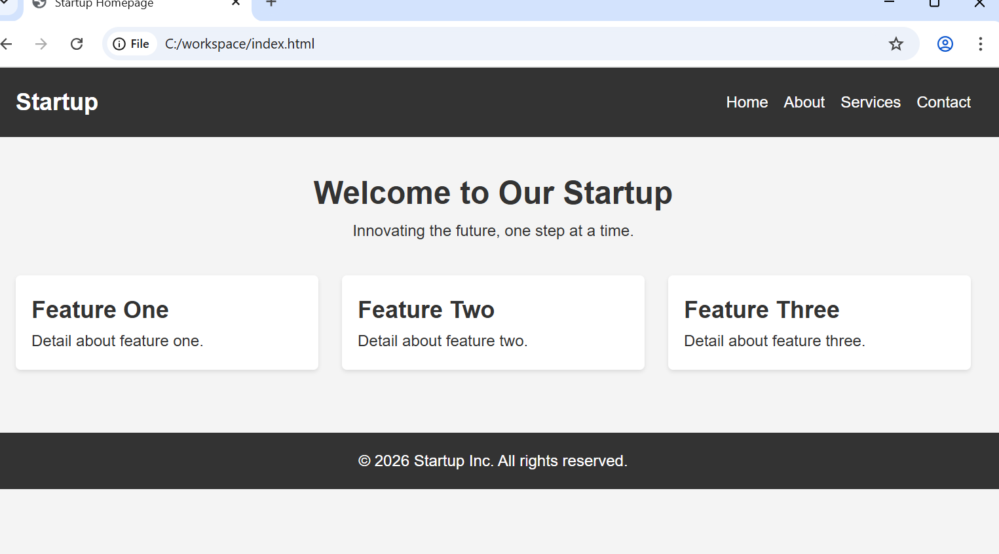 Startup Homepage
File C:/workspace/index.html
Startup Home About Services Contact
Welcome to Our Startup
Innovating the future, one step at a time.
Feature One
Detail about feature one.
Feature Two
Detail about feature two.
Feature Three
Detail about feature three.
© 2026 Startup Inc. All rights reserved.